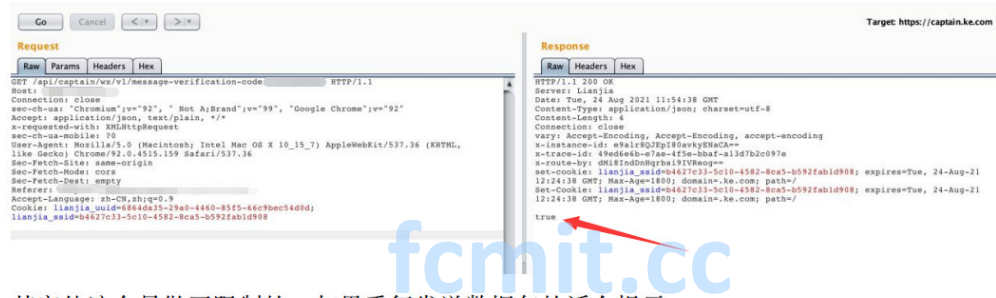 Go Cancel < |▾ > |▾
Target: https://captain.ke.com
Request
Raw Params Headers Hex
GET /api/captain/wx/v1/message-verification-code HTTP/1.1
Host:
Connection: close
sec-ch-ua: "Chromium";v="92", " Not A;Brand";v="99", "Google Chrome";v="92"
Accept: application/json, text/plain, */*
x-requested-with: XMLHttpRequest
sec-ch-ua-mobile: ?0
User-Agent: Mozilla/5.0 (Macintosh; Intel Mac OS X 10_15_7) AppleWebKit/537.36 (KHTML,
like Gecko) Chrome/92.0.4515.159 Safari/537.36
Sec-Fetch-Site: same-origin
Sec-Fetch-Mode: cors
Sec-Fetch-Dest: empty
Referer:
Accept-Language: zh-CN,zh;q=0.9
Cookie: lianjia_uuid=6864da35-29a0-4460-85f5-66c9bec54d0d;
lianjia_ssid=b4627c33-5c10-4582-8ca5-b592fab1d908
Response
Raw Headers Hex
HTTP/1.1 200 OK
Server: Lianjia
Date: Tue, 24 Aug 2021 11:54:38 GMT
Content-Type: application/json; charset=utf-8
Content-Length: 4
Connection: close
vary: Accept-Encoding, Accept-Encoding, accept-encoding
x-instance-id: e9alr8QJEpI80avkyENaCA==
x-trace-id: 49ed6e6b-e7ae-4f5e-bbaf-a13d7b2c097e
x-route-by: dMi8IndDnHqrbsi9IVReog==
set-cookie: lianjia_ssid=b4627c33-5c10-4582-8ca5-b592fab1d908; expires=Tue, 24-Aug-21
12:24:38 GMT; Max-Age=1800; domain=.ke.com; path=/
Set-Cookie: lianjia_ssid=b4627c33-5c10-4582-8ca5-b592fab1d908; expires=Tue, 24-Aug-21
12:24:38 GMT; Max-Age=1800; domain=.ke.com; path=/
true
fcmit.cc